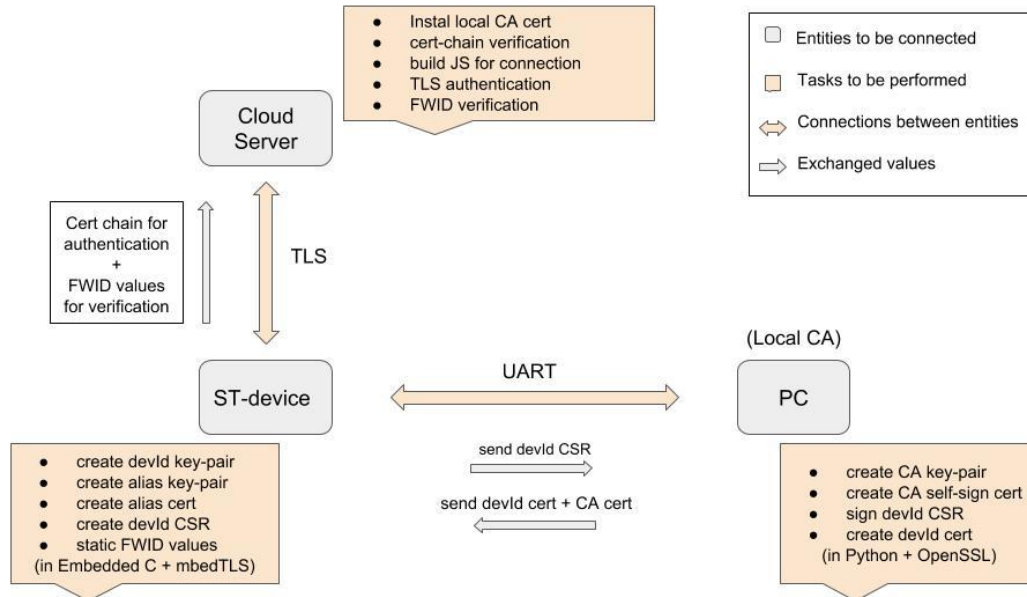 Instal local CA cert
cert-chain verification
build JS for connection
TLS authentication
FWID verification
Entities to be connected
Tasks to be performed
Connections between entities
Exchanged values
Cloud
Server
Cert chain for
authentication
+
FWID values
for verification
TLS
(Local CA)
ST-device
UART
PC
send devId CSR
send devId cert + CA cert
create devId key-pair
create alias key-pair
create alias cert
create devId CSR
static FWID values
(in Embedded C + mbedTLS)
create CA key-pair
create CA self-sign cert
sign devId CSR
create devId cert
(in Python + OpenSSL)